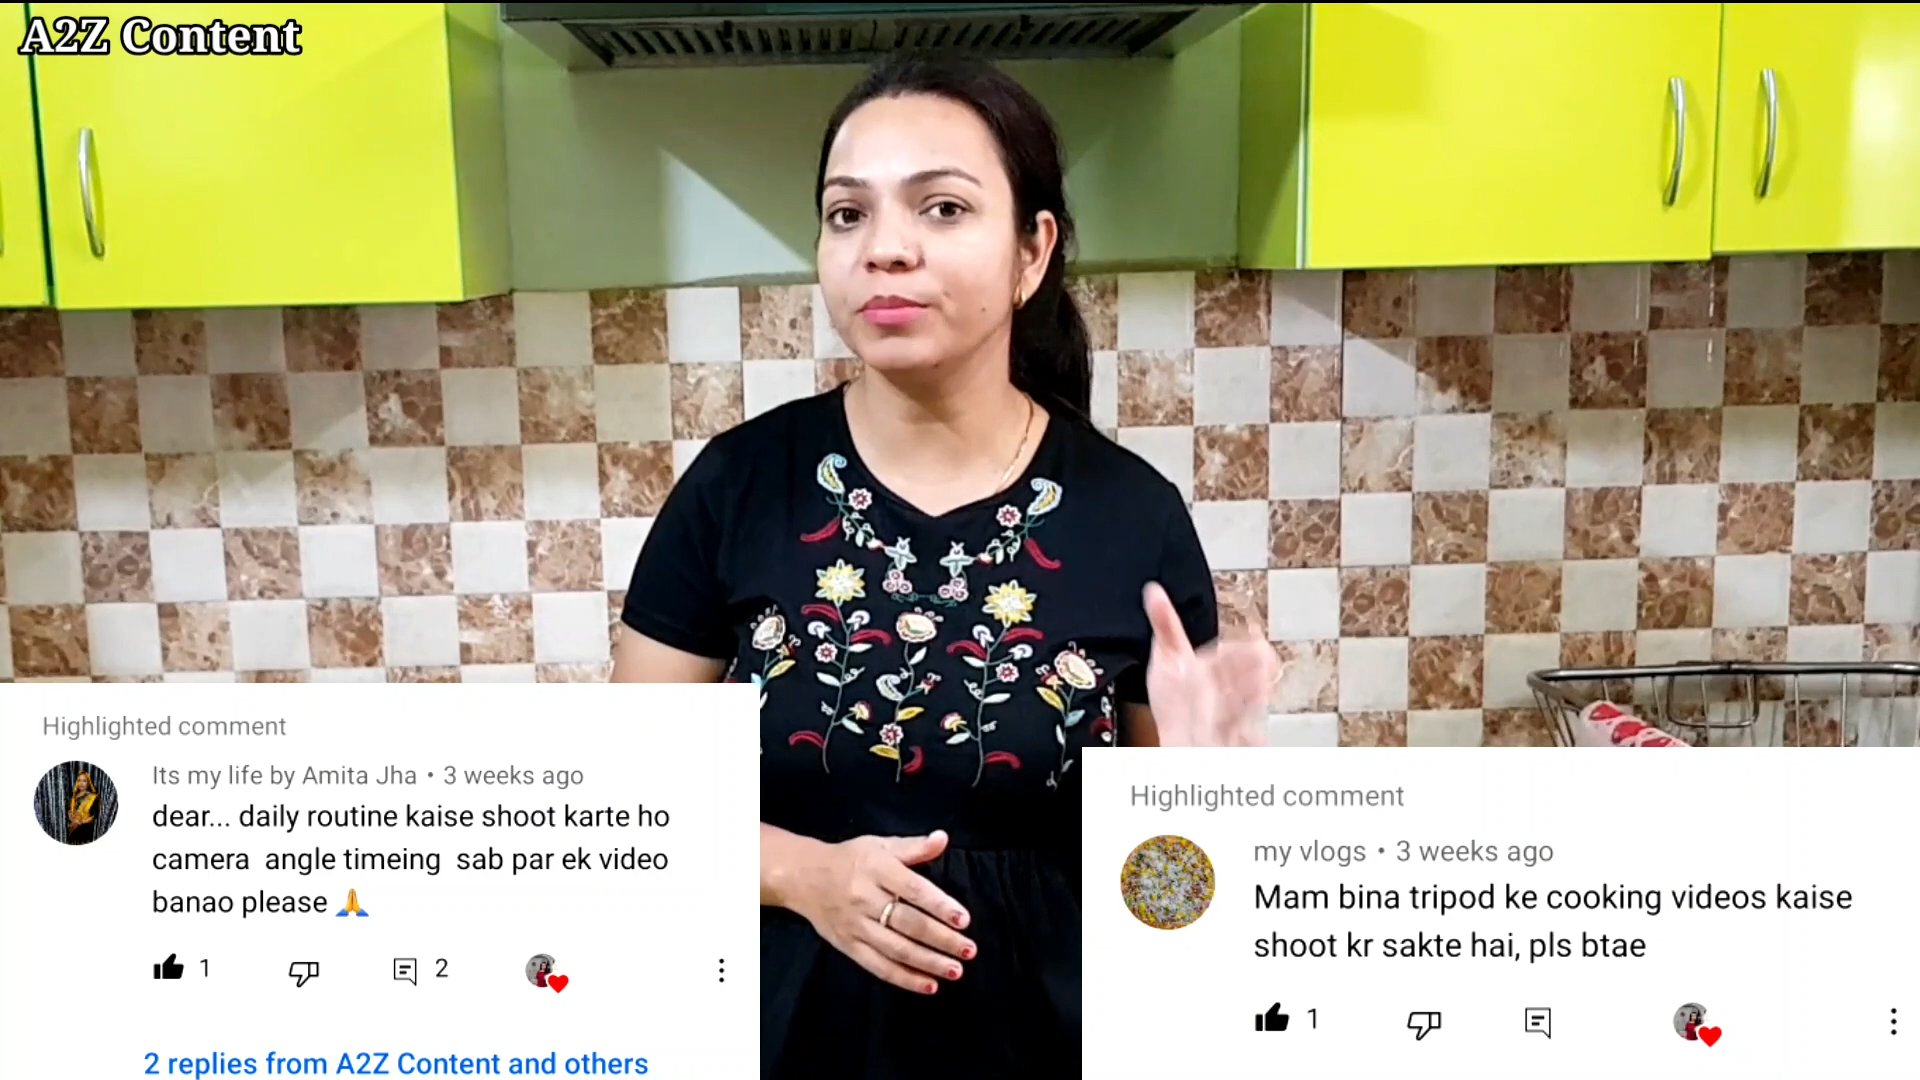 A2Z Content
Highlighted comment
Its my life by Amita Jha • 3 weeks ago
dear... daily routine kaise shoot karte ho
camera angle timeing sab par ek video
banao please 🙏
1
2
2 replies from A2Z Content and others
Highlighted comment
my vlogs • 3 weeks ago
Mam bina tripod ke cooking videos kaise
shoot kr sakte hai, pls btae
1